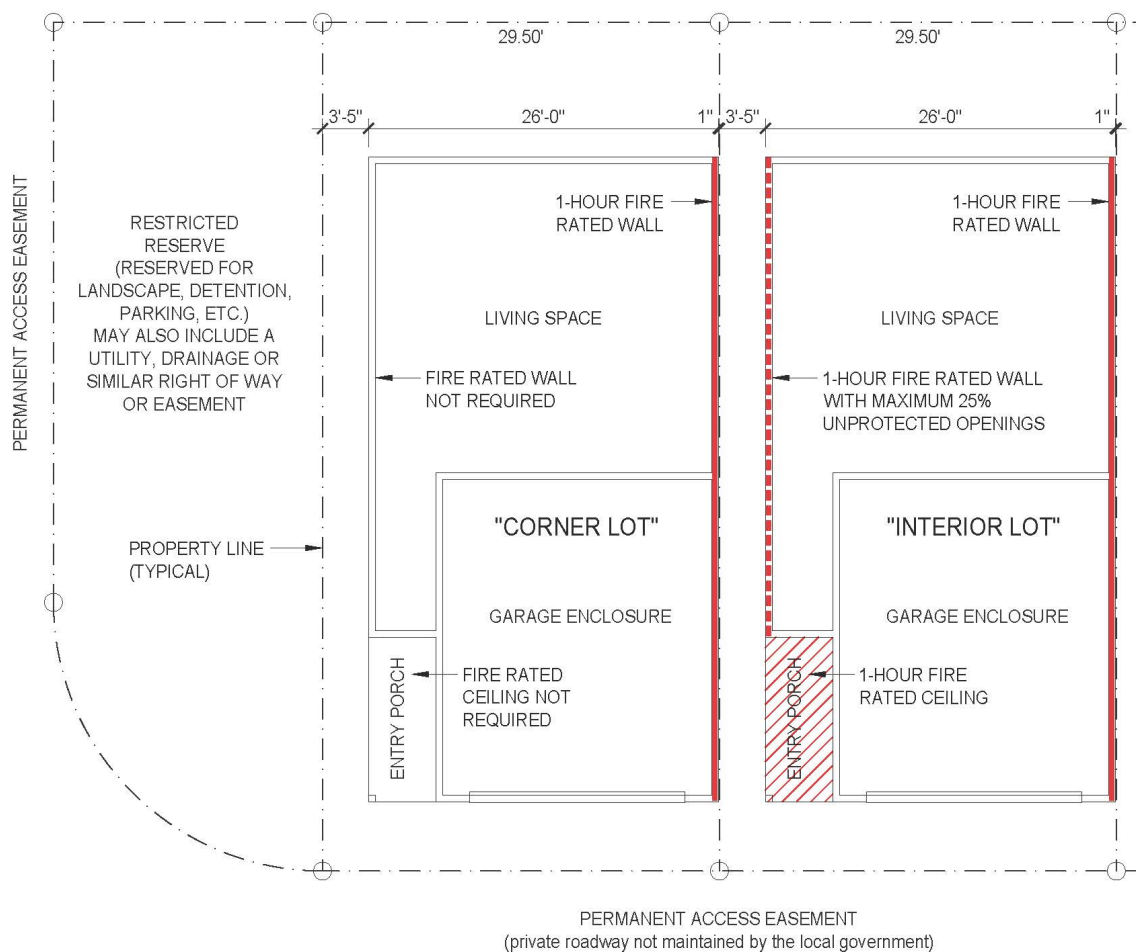 29.50'
29.50'
3'-5"
26'-0"
1"
3'-5"
26'-0"
1"
PERMANENT ACCESS EASEMENT
RESTRICTED
RESERVE
(RESERVED FOR
LANDSCAPE, DETENTION,
PARKING, ETC.)
MAY ALSO INCLUDE A
UTILITY, DRAINAGE OR
SIMILAR RIGHT OF WAY
OR EASEMENT
PROPERTY LINE
(TYPICAL)
1-HOUR FIRE
RATED WALL
LIVING SPACE
FIRE RATED WALL
NOT REQUIRED
"CORNER LOT"
GARAGE ENCLOSURE
ENTRY PORCH
FIRE RATED
CEILING NOT
REQUIRED
1-HOUR FIRE
RATED WALL
LIVING SPACE
1-HOUR FIRE RATED WALL
WITH MAXIMUM 25%
UNPROTECTED OPENINGS
"INTERIOR LOT"
GARAGE ENCLOSURE
ENTRY PORCH
1-HOUR FIRE
RATED CEILING
PERMANENT ACCESS EASEMENT
(private roadway not maintained by the local government)